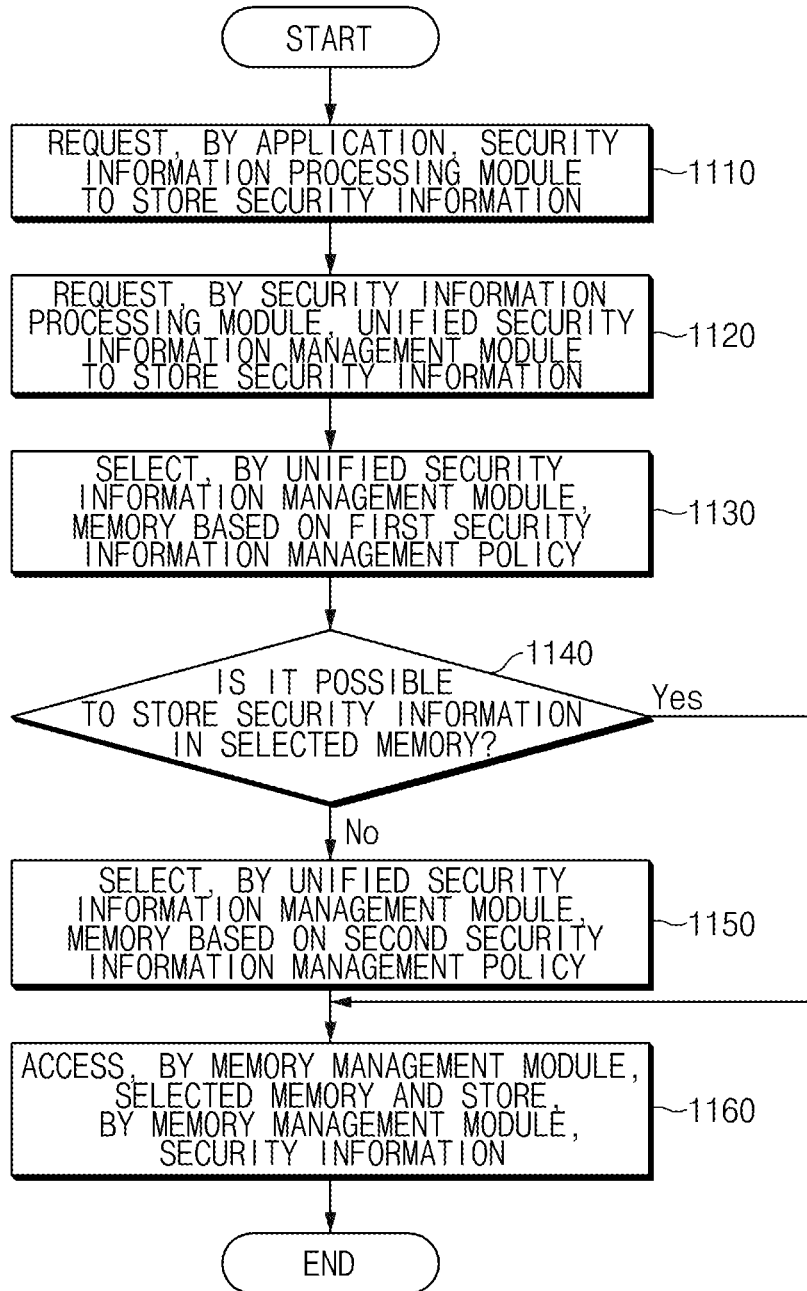 START
REQUEST, BY APPLICATION, SECURITY
INFORMATION PROCESSING MODULE
TO STORE SECURITY INFORMATION
1110
REQUEST, BY SECURITY INFORMATION
PROCESSING MODULE, UNIFIED SECURITY
INFORMATION MANAGEMENT MODULE
TO STORE SECURITY INFORMATION
1120
SELECT, BY UNIFIED SECURITY
INFORMATION MANAGEMENT MODULE,
MEMORY BASED ON FIRST SECURITY
INFORMATION MANAGEMENT POLICY
1130
1140
IS IT POSSIBLE
TO STORE SECURITY INFORMATION
IN SELECTED MEMORY?
Yes
No
SELECT, BY UNIFIED SECURITY
INFORMATION MANAGEMENT MODULE,
MEMORY BASED ON SECOND SECURITY
INFORMATION MANAGEMENT POLICY
1150
ACCESS, BY MEMORY MANAGEMENT MODULE,
SELECTED MEMORY AND STORE,
BY MEMORY MANAGEMENT MODULE,
SECURITY INFORMATION
1160
END